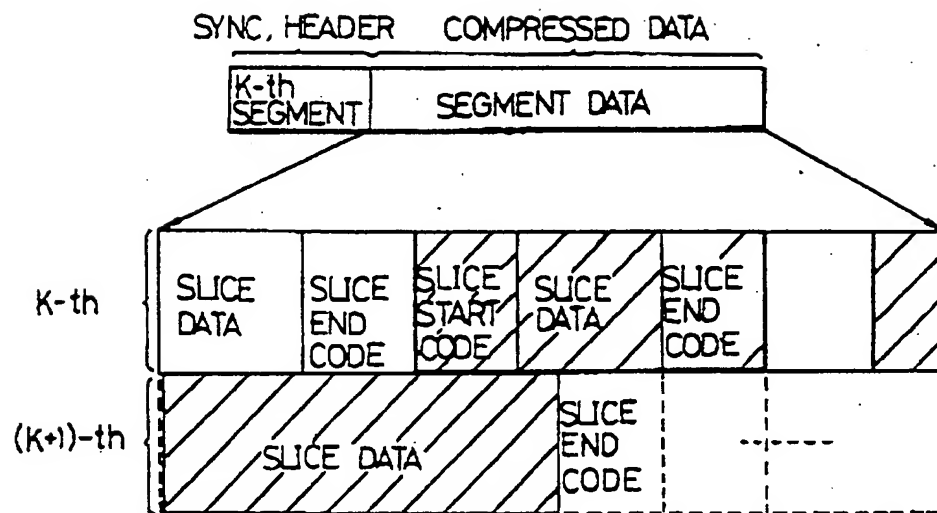 SYNC, HEADER COMPRESSED DATA
K-th
SEGMENT
SEGMENT DATA
K-th
SLICE
DATA
SLICE
END
CODE
SLICE
START
CODE
SLICE
DATA
SLICE
END
CODE
(K+1)-th
SLICE DATA
SLICE
END
CODE